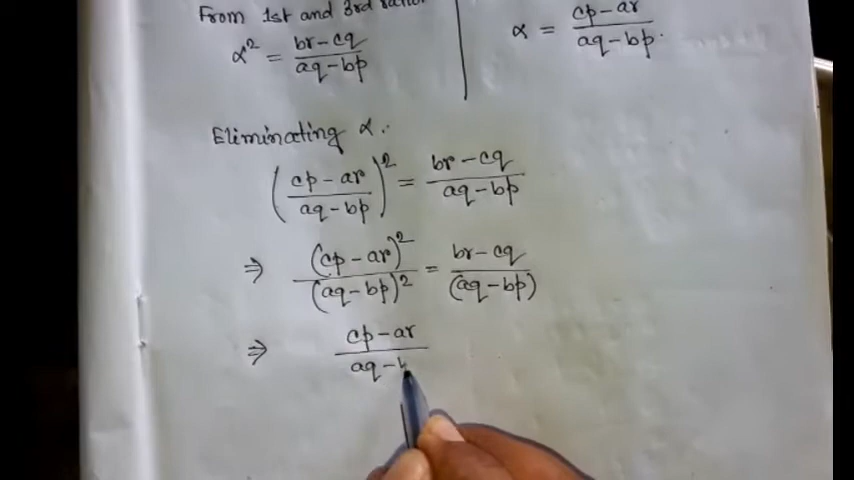 From 1st and 3rd ratio
α² = (br-cq)/(aq-bp)
α = (cp-ar)/(aq-bp).
Eliminating α.
((cp-ar)/(aq-bp))² = (br-cq)/(aq-bp)
⇒ (cp-ar)²/(aq-bp)² = (br-cq)/(aq-bp)
⇒ (cp-ar)/(aq-